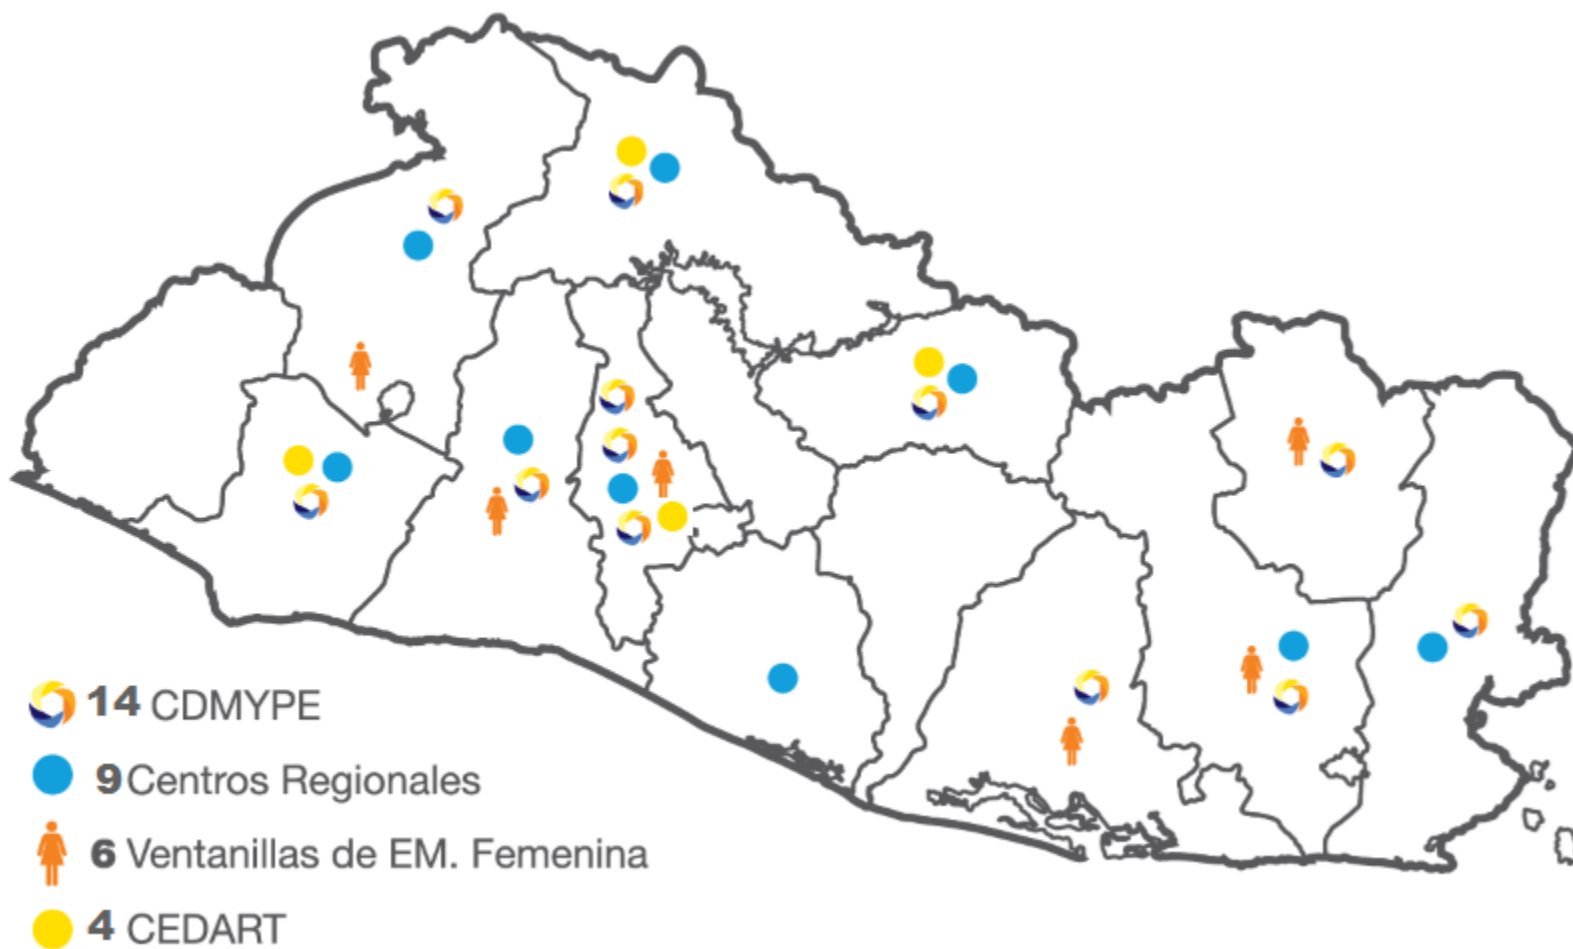 14 CDMYPE
9 Centros Regionales
6 Ventanillas de EM. Femenina
4 CEDART